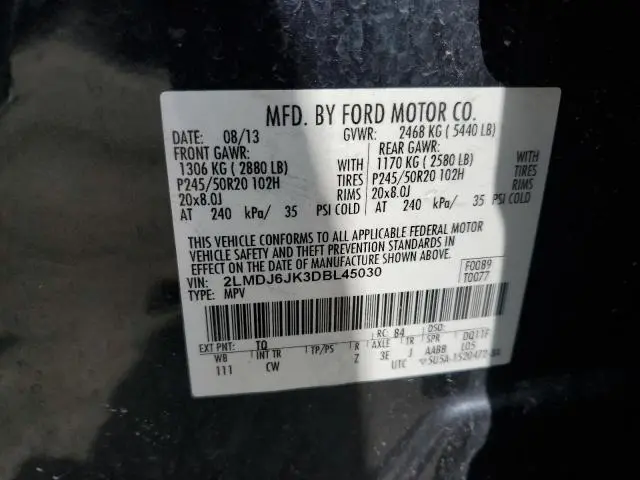 MFD. BY FORD MOTOR CO.
DATE: 08/13 GVWR: 2468 KG ( 5440 LB)
FRONT GAWR: REAR GAWR:
1306 KG ( 2880 LB) WITH 1170 KG ( 2580 LB) WITH
P245/50R20 102H TIRES P245/50R20 102H TIRES
20x8.0J RIMS 20x8.0J RIMS
AT 240 kPa/ 35 PSI COLD AT 240 kPa/ 35 PSI COLD
THIS VEHICLE CONFORMS TO ALL APPLICABLE FEDERAL MOTOR
VEHICLE SAFETY AND THEFT PREVENTION STANDARDS IN
EFFECT ON THE DATE OF MANUFACTURE SHOWN ABOVE.
VIN: 2LMDJ6JK3DBL45030 F0089
TYPE: MPV T0077
EXT PNT: TQ RC: 84 DSO:
WB INT TR TP/PS R AXLE TR SPR
111 CW Z 3E J AABB
UTC